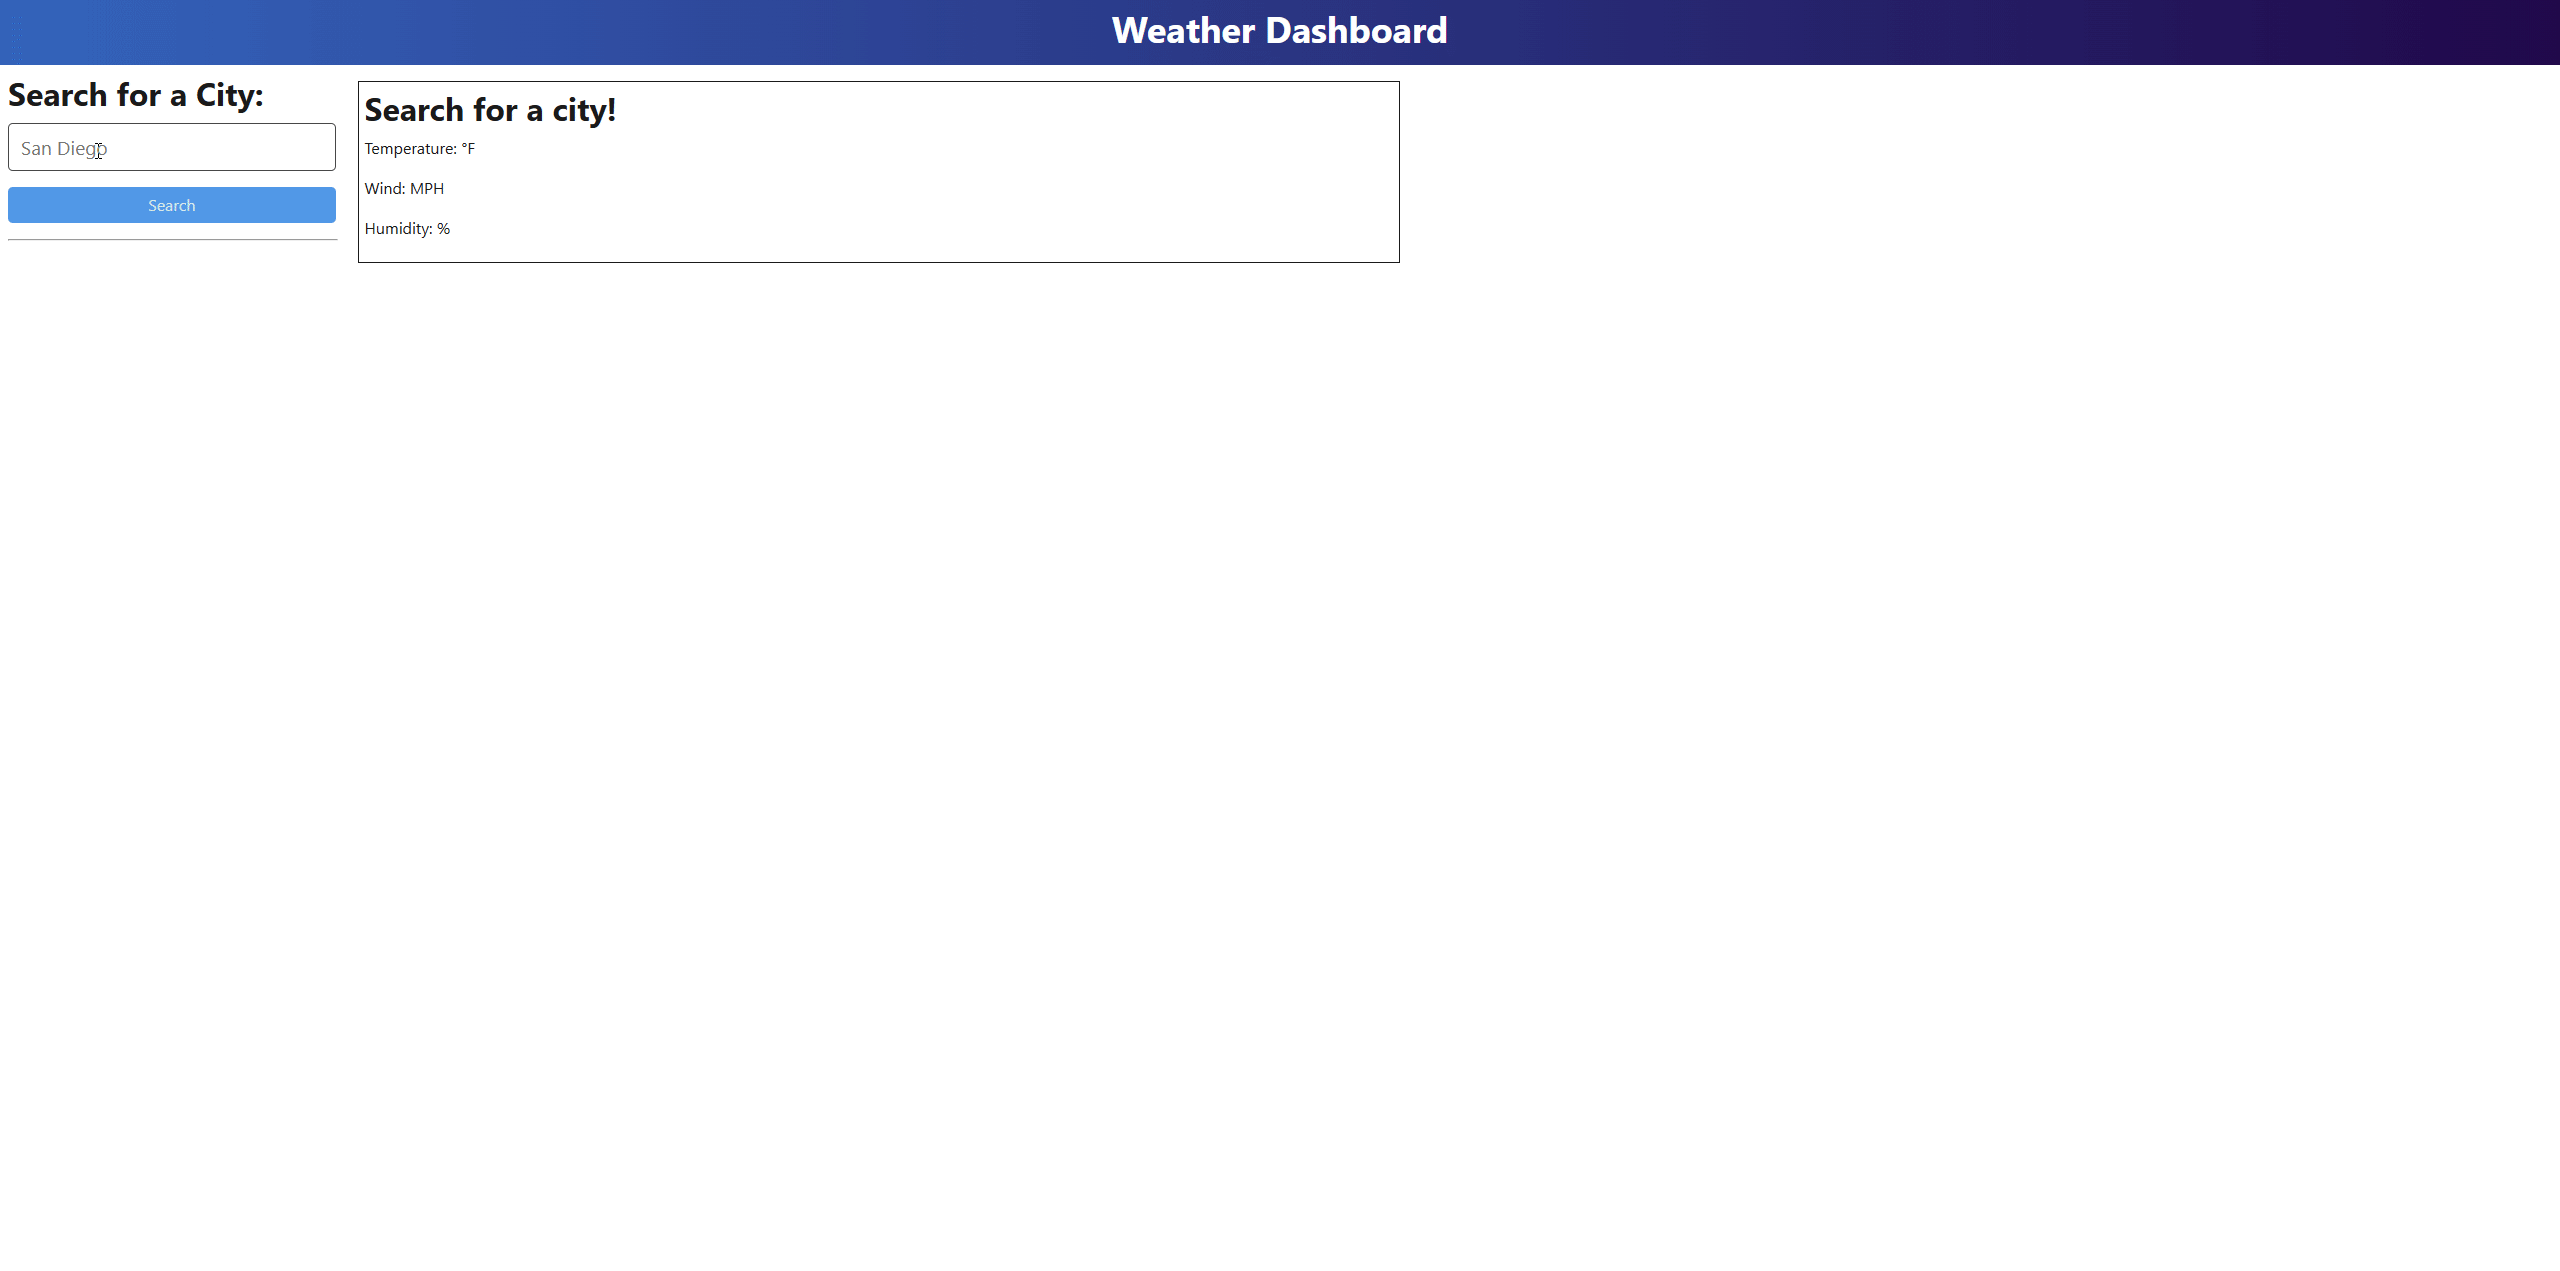 Weather Dashboard
Search for a City:
San Diego
Search
Search for a city!
Temperature: °F
Wind: MPH
Humidity: %